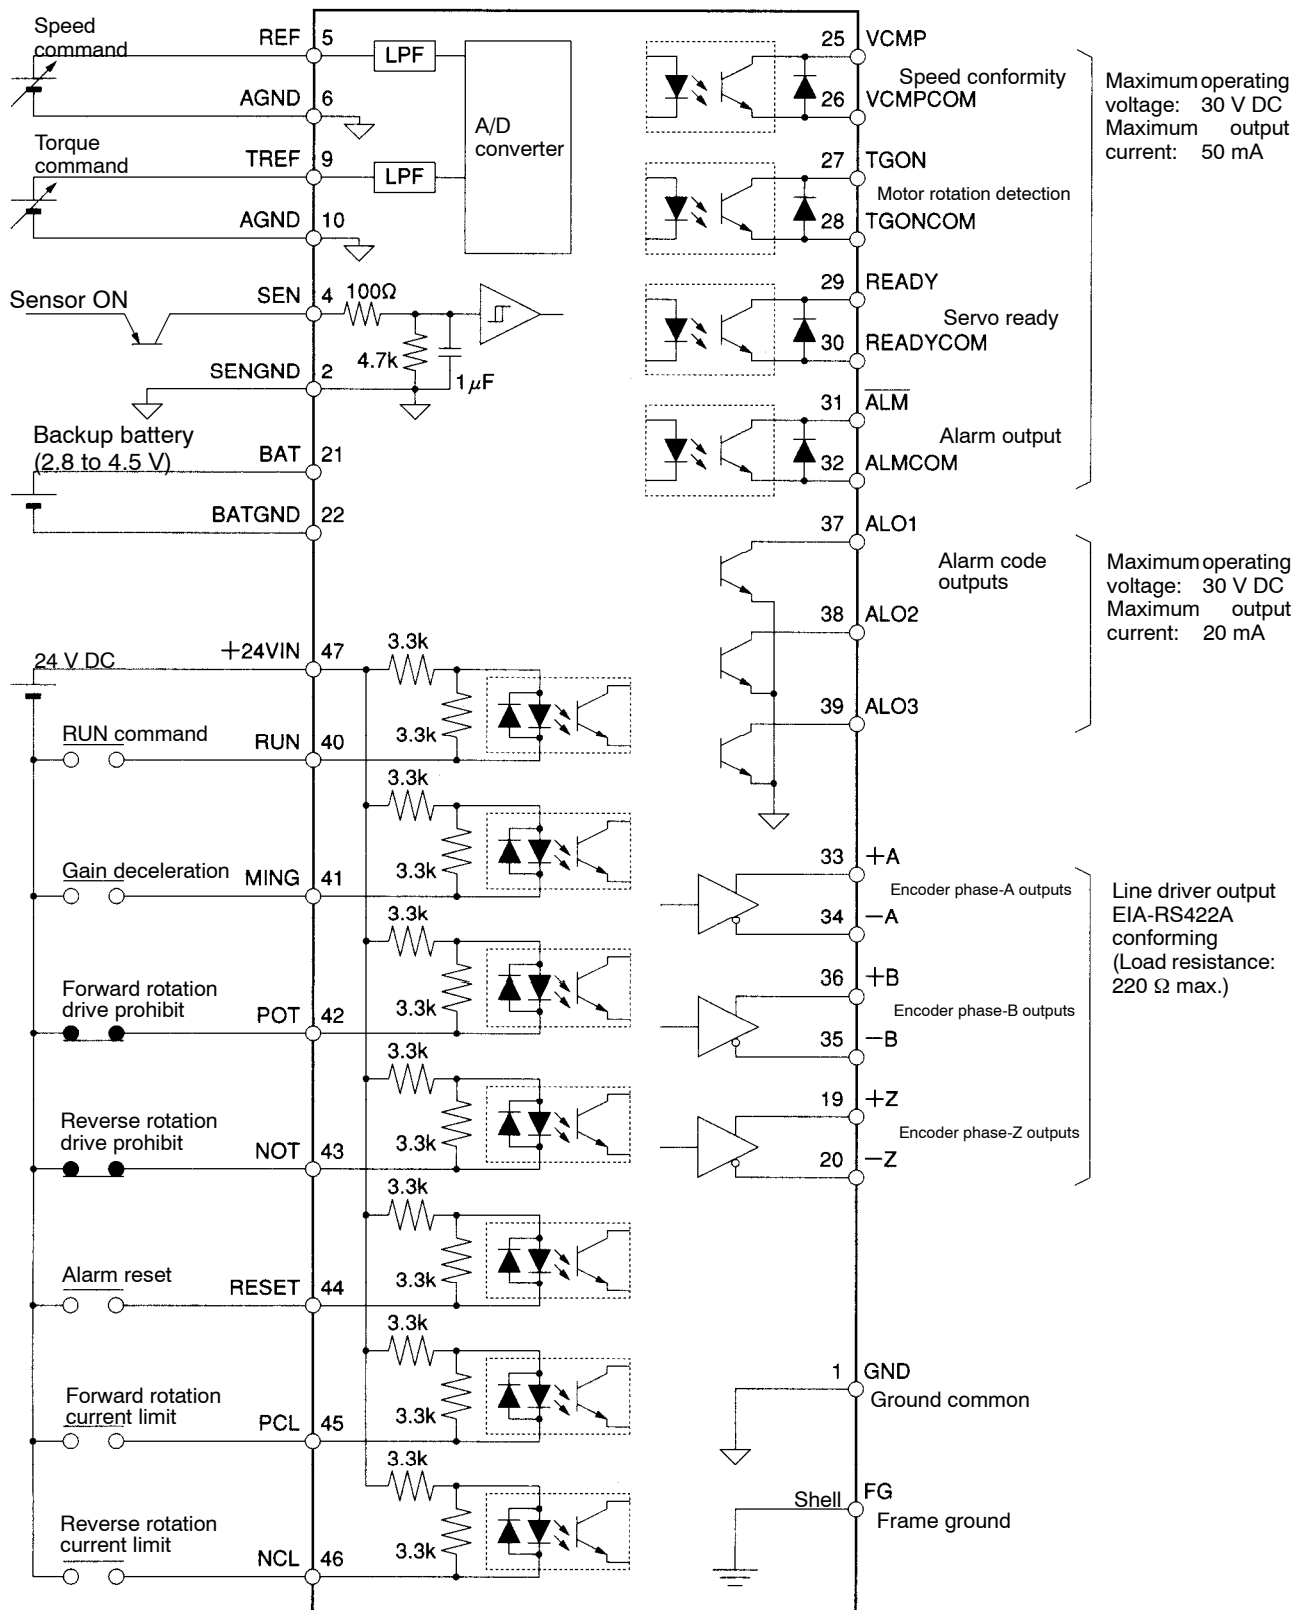 Speed
command
REF 5
LPF
AGND 6
A/D
converter
Torque
command
TREF 9
LPF
AGND 10
Sensor ON
SEN 4
100Ω
4.7k
1μF
SENGND 2
Backup battery
(2.8 to 4.5 V)
BAT 21
BATGND 22
24 V DC
+24VIN 47
3.3k
3.3k
RUN command
RUN 40
3.3k
3.3k
Gain deceleration
MING 41
3.3k
3.3k
Forward rotation
drive prohibit
POT 42
3.3k
3.3k
Reverse rotation
drive prohibit
NOT 43
3.3k
3.3k
Alarm reset
RESET 44
3.3k
3.3k
Forward rotation
current limit
PCL 45
3.3k
3.3k
Reverse rotation
current limit
NCL 46
25 VCMP
Speed conformity
26 VCMPCOM
27 TGON
Motor rotation detection
28 TGONCOM
29 READY
Servo ready
30 READYCOM
31 ALM
Alarm output
32 ALMCOM
Maximum operating
voltage: 30 V DC
Maximum output
current: 50 mA
37 ALO1
Alarm code
outputs
38 ALO2
39 ALO3
Maximum operating
voltage: 30 V DC
Maximum output
current: 20 mA
33 +A
Encoder phase-A outputs
34 −A
36 +B
Encoder phase-B outputs
35 −B
19 +Z
Encoder phase-Z outputs
20 −Z
Line driver output
EIA-RS422A
conforming
(Load resistance:
220 Ω max.)
1 GND
Ground common
Shell FG
Frame ground